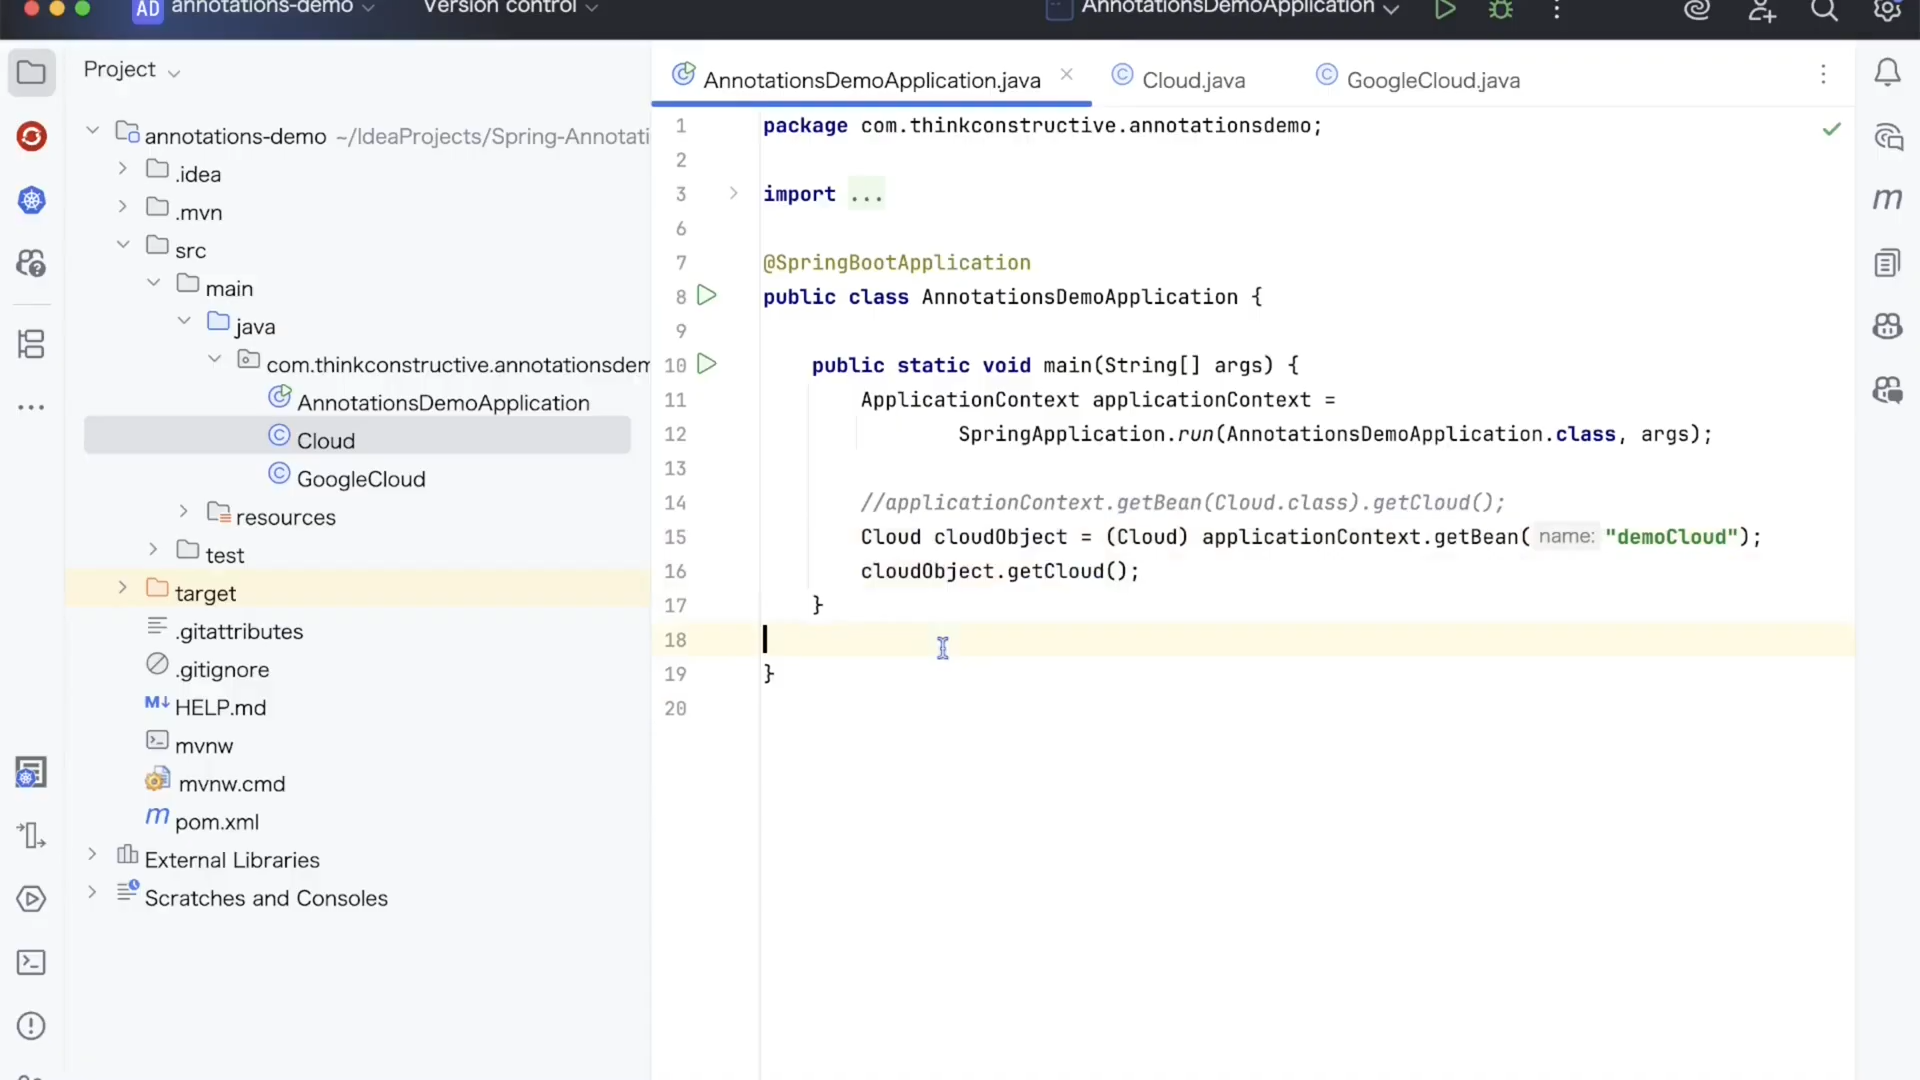 AD annotations-demo Version control AnnotationsDemoApplication
Project
annotations-demo ~/IdeaProjects/Spring-Annotati
.idea
.mvn
src
main
java
com.thinkconstructive.annotationsdem
AnnotationsDemoApplication
Cloud
GoogleCloud
resources
test
target
.gitattributes
.gitignore
M↓ HELP.md
mvnw
mvnw.cmd
m pom.xml
External Libraries
Scratches and Consoles
AnnotationsDemoApplication.java Cloud.java GoogleCloud.java
1 package com.thinkconstructive.annotationsdemo;
2
3 import ...
6
7 @SpringBootApplication
8 public class AnnotationsDemoApplication {
9
10 public static void main(String[] args) {
11 ApplicationContext applicationContext =
12 SpringApplication.run(AnnotationsDemoApplication.class, args);
13
14 //applicationContext.getBean(Cloud.class).getCloud();
15 Cloud cloudObject = (Cloud) applicationContext.getBean( name: "demoCloud");
16 cloudObject.getCloud();
17 }
18
19 }
20
m